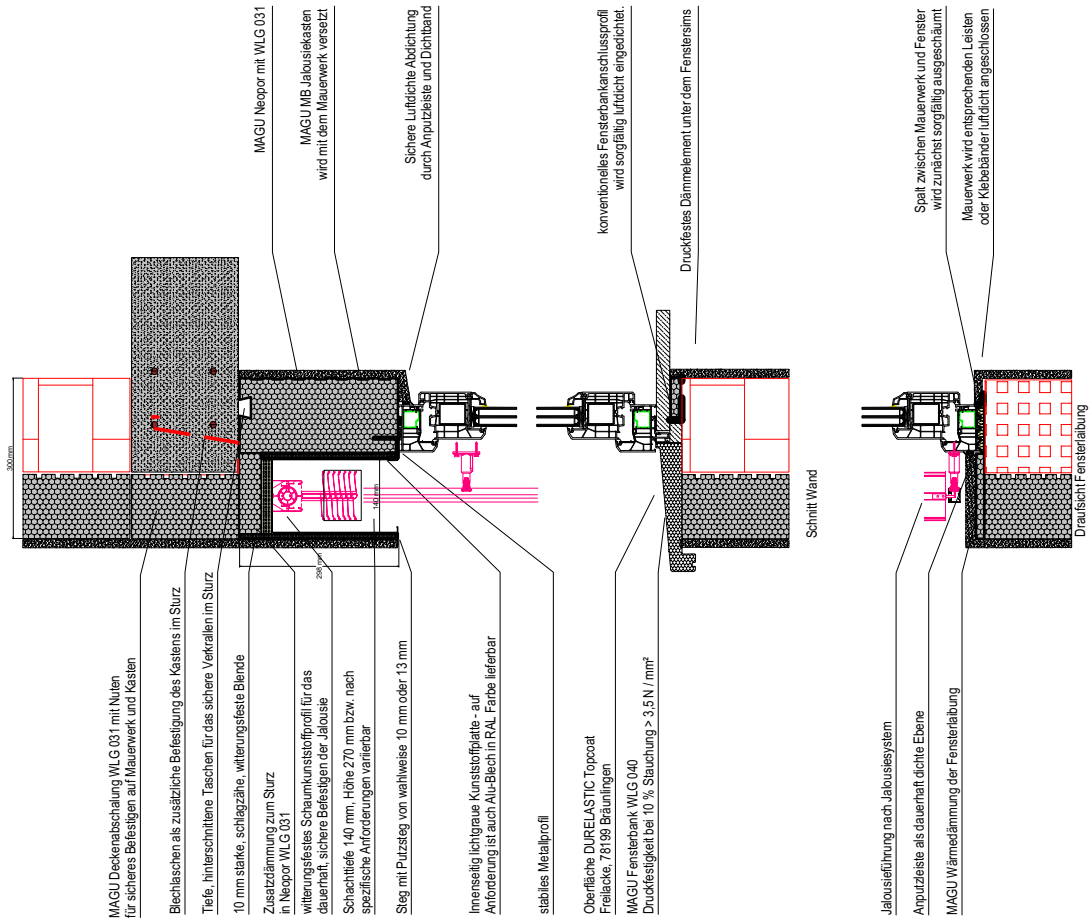 MAGU Deckenabschalung WLG 031 mit Nuten
für sicheres Befestigen auf Mauerwerk und Kasten
Blechlaschen als zusätzliche Befestigung des Kastens im Sturz
Tiefe, hinterschnittene Taschen für das sichere Verkrallen im Sturz
10 mm starke, schlagzähe, witterungsfeste Blende
Zusatzdämmung zum Sturz
in Neopor WLG 031
witterungsfestes Schaumkunststoffprofil für das
dauerhaft, sichere Befestigen der Jalousie
Schachttiefe 140 mm, Höhe 270 mm bzw. nach
spezifische Anforderungen variierbar
Steg mit Putzsteg von wahlweise 10 mm oder 13 mm
Innenseitig lichtgraue Kunststoffplatte - auf
Anforderung ist auch Alu-Blech in RAL Farbe lieferbar
stabiles Metallprofil
Oberfläche DURELASTIC Topcoat
Freilacke, 78199 Bräunlingen
MAGU Fensterbank WLG 040
Druckfestigkeit bei 10 % Stauchung > 3,5 N / mm²
Jalousieführung nach Jalousiesystem
Anputzleiste als dauerhaft dichte Ebene
MAGU Wärmedämmung der Fensterlaibung
300 mm
298 mm
140 mm
MAGU Neopor mit WLG 031
MAGU MB Jalousiekasten
wird mit dem Mauerwerk versetzt
Sichere Luftdichte Abdichtung
durch Anputzleiste und Dichtband
konventionelles Fensterbankanschlussprofil
wird sorgfältig luftdicht eingedichtet.
Druckfestes Dämmelement unter dem Fenstersims
Spalt zwischen Mauerwerk und Fenster
wird zunächst sorgfältig ausgeschäumt
Mauerwerk wird entsprechenden Leisten
oder Klebebänder luftdicht angeschlossen
Schnitt Wand
Draufsicht Fensterlaibung